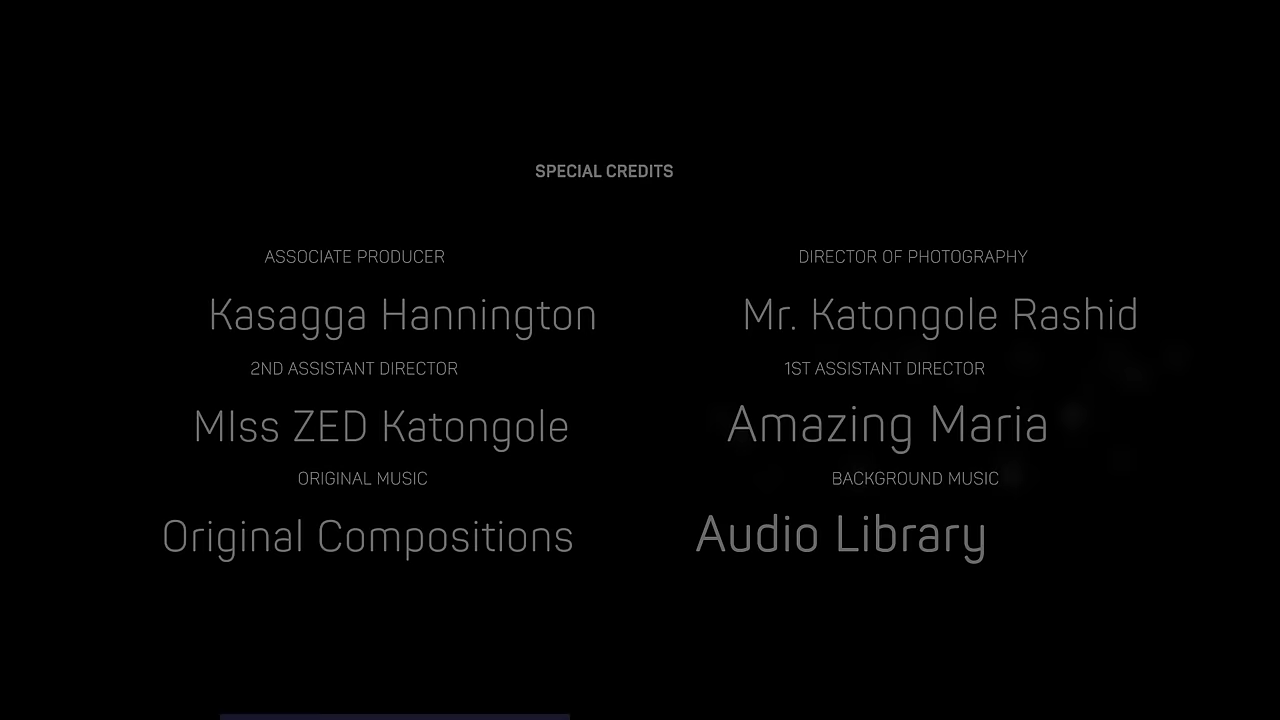 SPECIAL CREDITS
ASSOCIATE PRODUCER
Kasagga Hannington
DIRECTOR OF PHOTOGRAPHY
Mr. Katongole Rashid
2ND ASSISTANT DIRECTOR
MIss ZED Katongole
1ST ASSISTANT DIRECTOR
Amazing Maria
ORIGINAL MUSIC
Original Compositions
BACKGROUND MUSIC
Audio Library